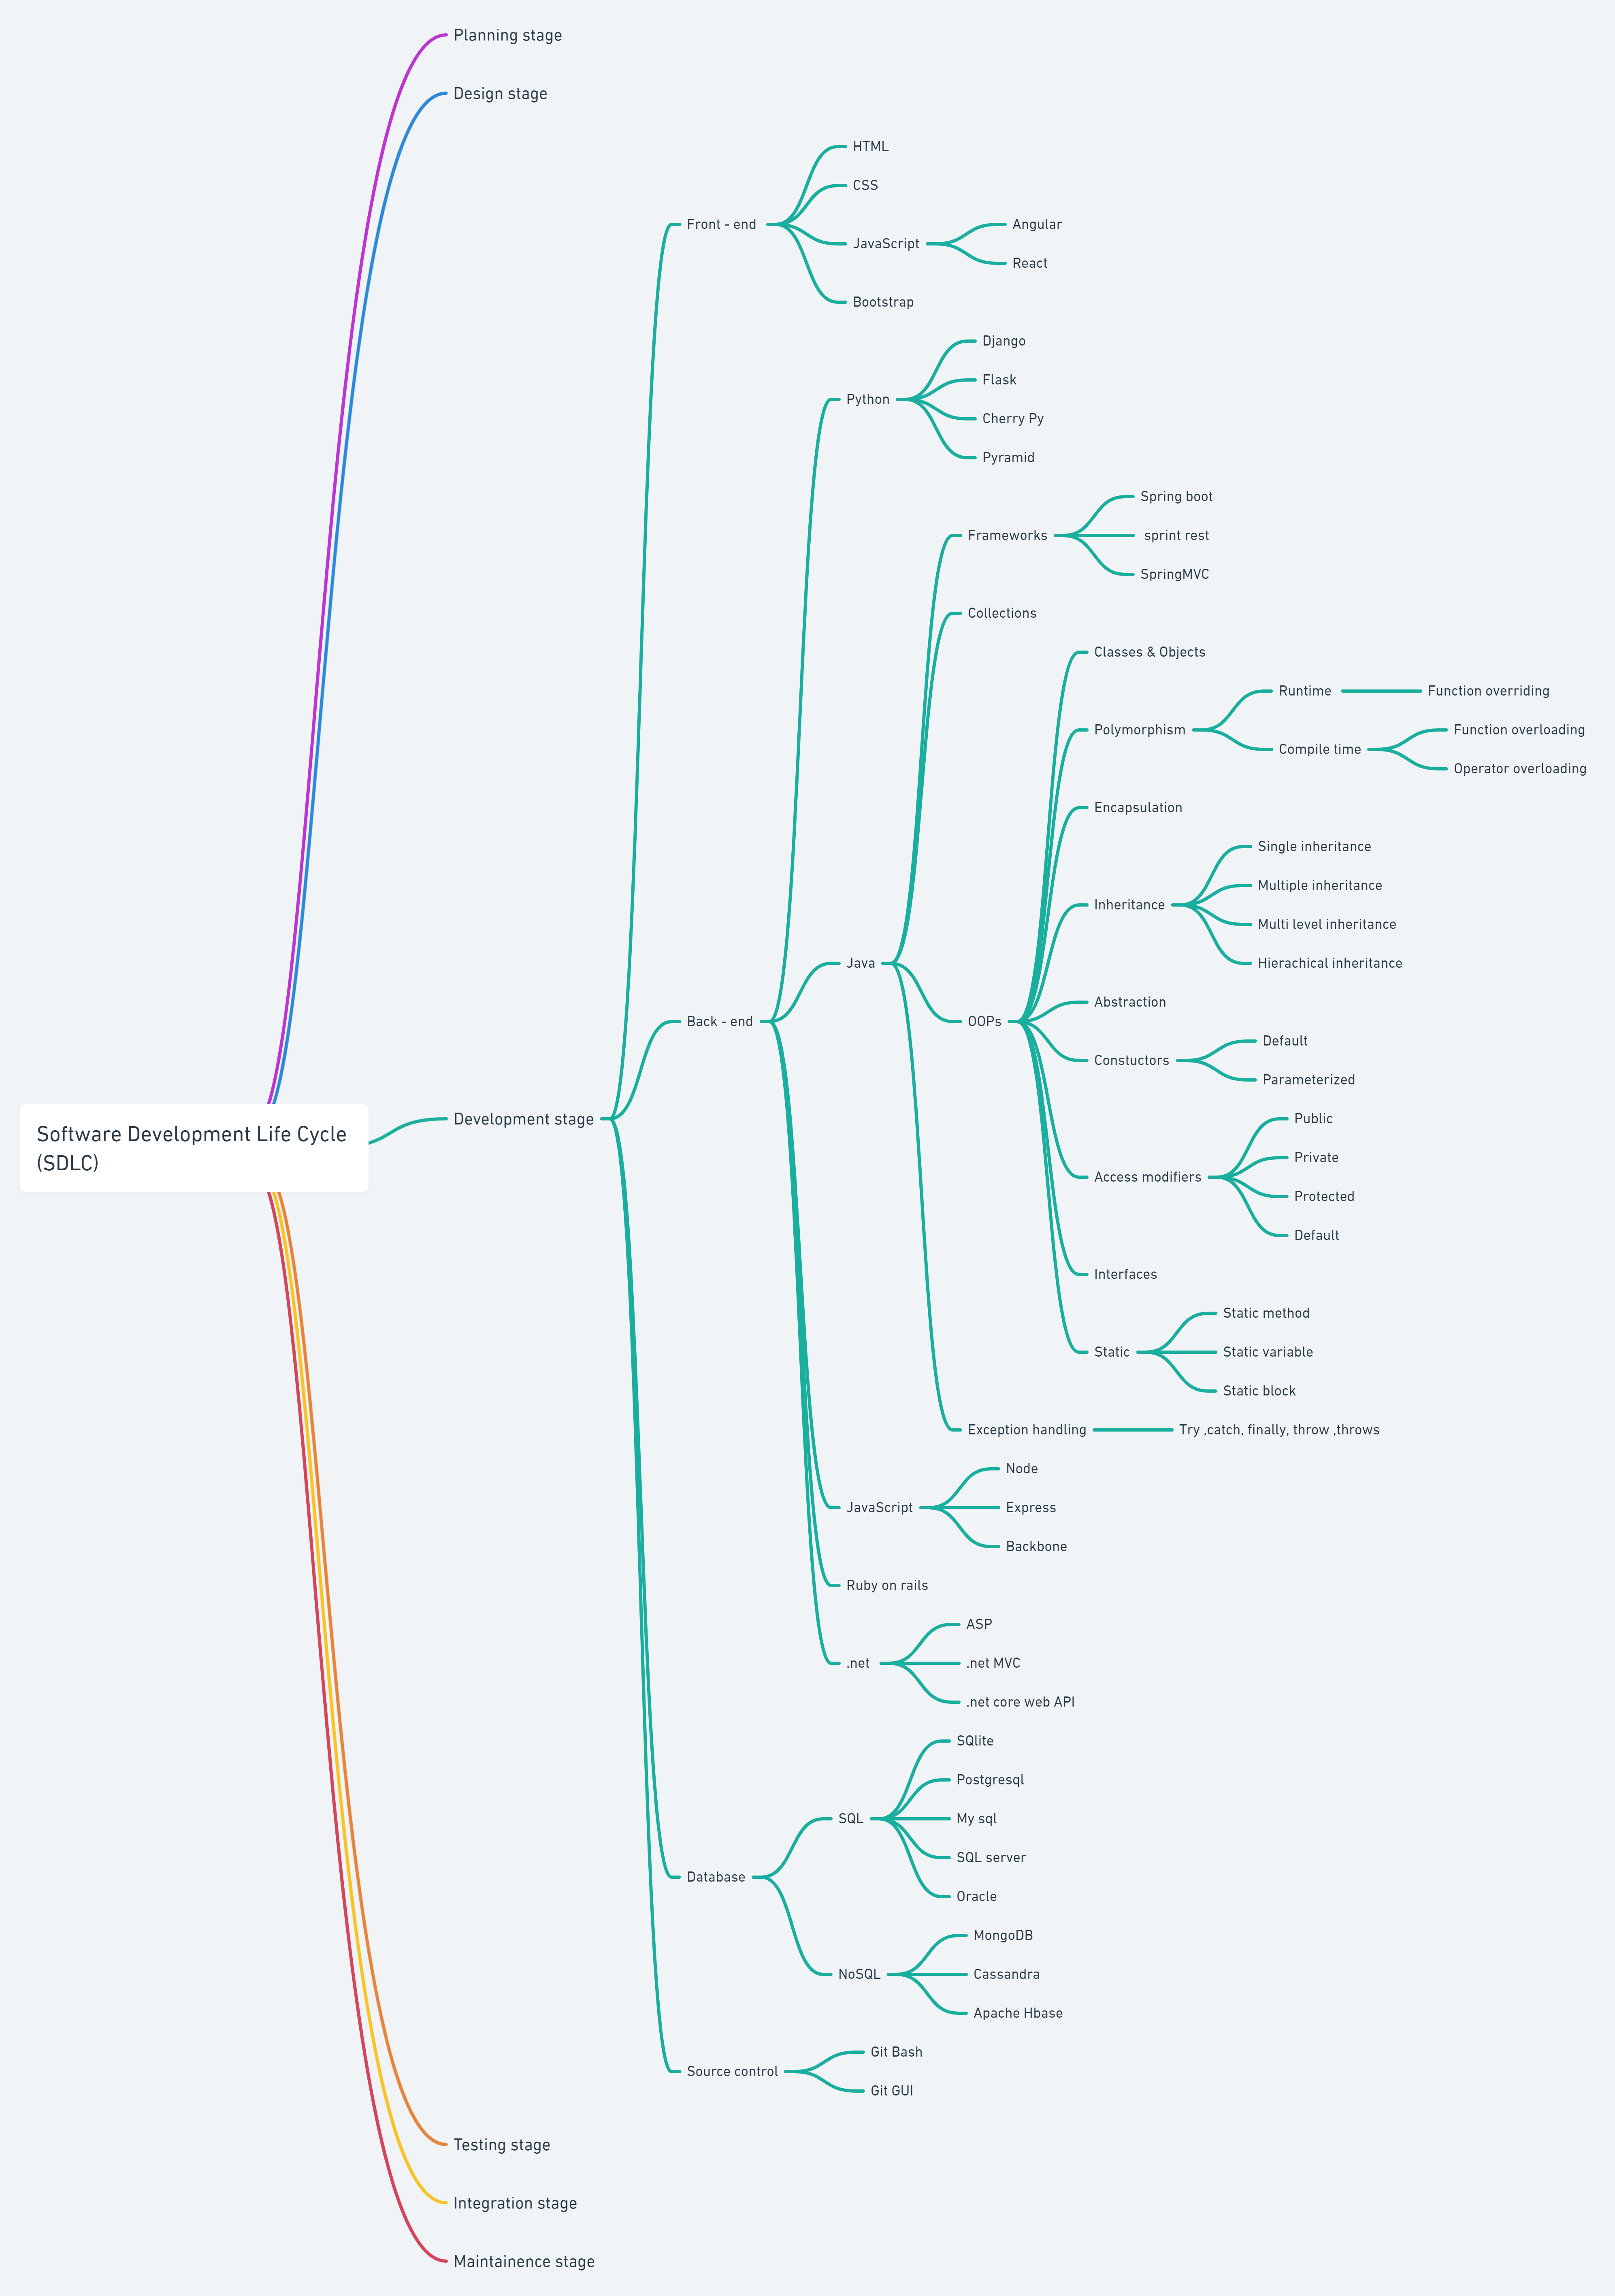 Planning stage
Design stage
HTML
CSS
Front - end
JavaScript
Angular
React
Bootstrap
Django
Flask
Python
Cherry Py
Pyramid
Spring boot
Frameworks
sprint rest
SpringMVC
Collections
Classes & Objects
Runtime
Function overriding
Polymorphism
Compile time
Function overloading
Operator overloading
Encapsulation
Single inheritance
Multiple inheritance
Inheritance
Multi level inheritance
Hierachical inheritance
Java
Abstraction
Back - end
OOPs
Constuctors
Default
Parameterized
Software Development Life Cycle
(SDLC)
Development stage
Public
Private
Access modifiers
Protected
Default
Interfaces
Static method
Static
Static variable
Static block
Exception handling
Try ,catch, finally, throw ,throws
Node
JavaScript
Express
Backbone
Ruby on rails
ASP
.net
.net MVC
.net core web API
SQlite
Postgresql
SQL
My sql
SQL server
Database
Oracle
MongoDB
NoSQL
Cassandra
Apache Hbase
Git Bash
Source control
Git GUI
Testing stage
Integration stage
Maintainence stage